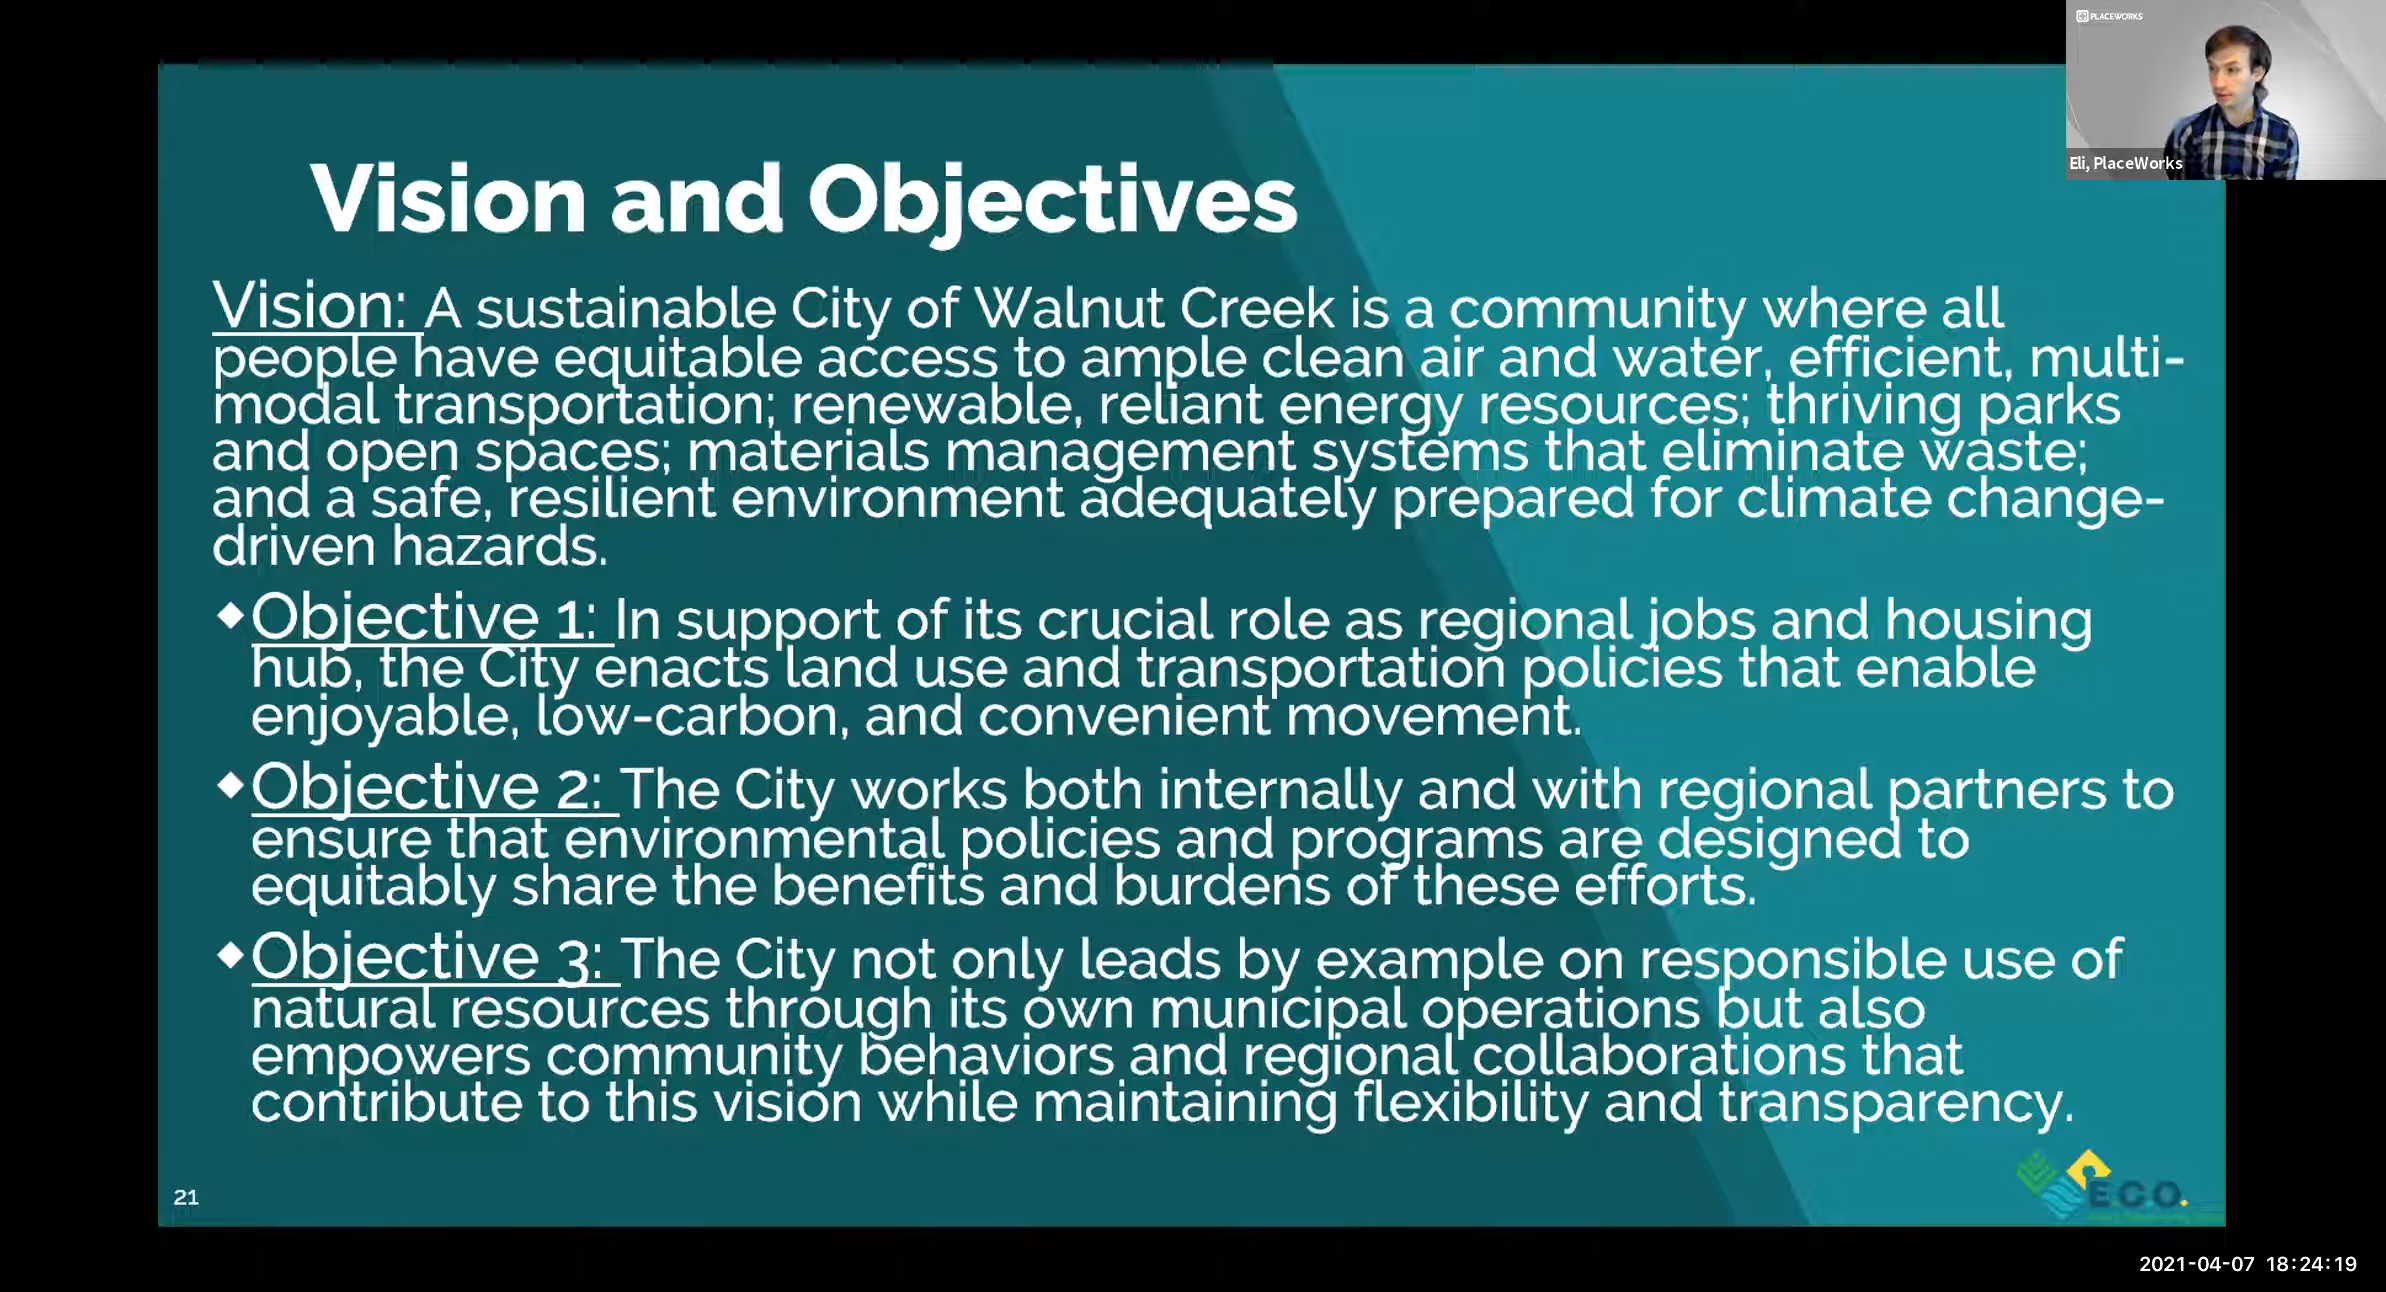 PLACEWORKS
Eli, PlaceWorks
Vision and Objectives
Vision: A sustainable City of Walnut Creek is a community where all
people have equitable access to ample clean air and water, efficient, multi-
modal transportation; renewable, reliant energy resources; thriving parks
and open spaces; materials management systems that eliminate waste;
and a safe, resilient environment adequately prepared for climate change-
driven hazards.
◆Objective 1: In support of its crucial role as regional jobs and housing
hub, the City enacts land use and transportation policies that enable
enjoyable, low-carbon, and convenient movement.
◆Objective 2: The City works both internally and with regional partners to
ensure that environmental policies and programs are designed to
equitably share the benefits and burdens of these efforts.
◆Objective 3: The City not only leads by example on responsible use of
natural resources through its own municipal operations but also
empowers community behaviors and regional collaborations that
contribute to this vision while maintaining flexibility and transparency.
21
E.C.O.
2021-04-07 18:24:19